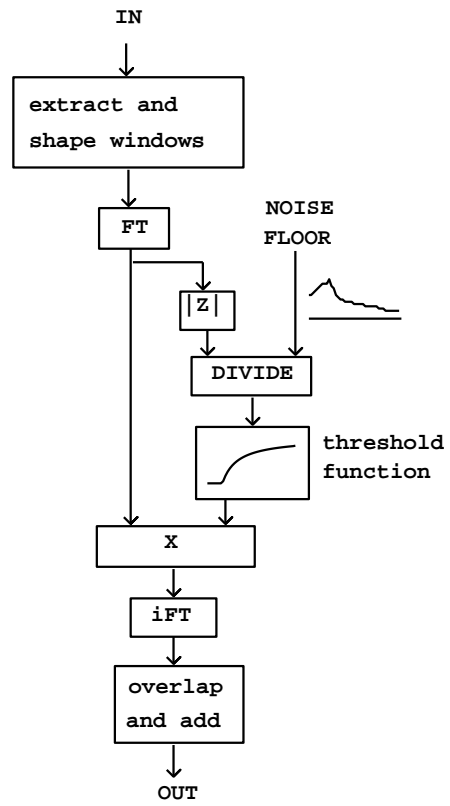 IN
extract and
shape windows
FT
NOISE
FLOOR
|Z|
DIVIDE
threshold
function
X
iFT
overlap
and add
OUT